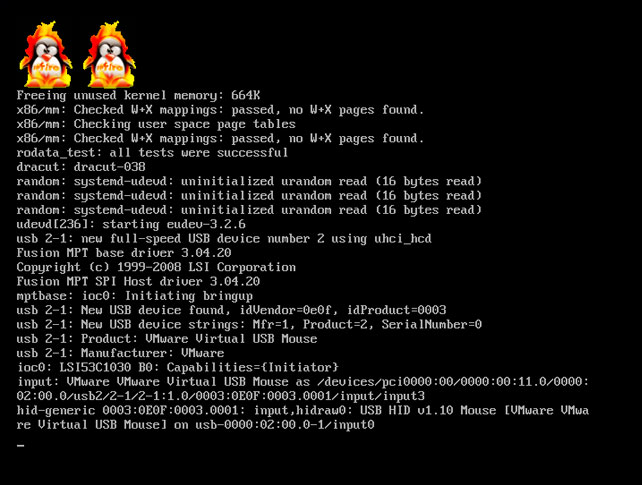 Freeing unused kernel memory: 664K
x86/mm: Checked W+X mappings: passed, no W+X pages found.
x86/mm: Checking user space page tables
x86/mm: Checked W+X mappings: passed, no W+X pages found.
rodata_test: all tests were successful
dracut: dracut-038
random: systemd-udevd: uninitialized urandom read (16 bytes read)
random: systemd-udevd: uninitialized urandom read (16 bytes read)
random: systemd-udevd: uninitialized urandom read (16 bytes read)
udevd[236]: starting eudev-3.2.6
usb 2-1: new full-speed USB device number 2 using uhci_hcd
Fusion MPT base driver 3.04.20
Copyright (c) 1999-2008 LSI Corporation
Fusion MPT SPI Host driver 3.04.20
mptbase: ioc0: Initiating bringup
usb 2-1: New USB device found, idVendor=0e0f, idProduct=0003
usb 2-1: New USB device strings: Mfr=1, Product=2, SerialNumber=0
usb 2-1: Product: VMware Virtual USB Mouse
usb 2-1: Manufacturer: VMware
ioc0: LSI53C1030 B0: Capabilities={Initiator}
input: VMware VMware Virtual USB Mouse as /devices/pci0000:00/0000:00:11.0/0000:
02:00.0/usb2/2-1/2-1:1.0/0003:0E0F:0003.0001/input/input3
hid-generic 0003:0E0F:0003.0001: input,hidraw0: USB HID v1.10 Mouse [VMware VMwa
re Virtual USB Mouse] on usb-0000:02:00.0-1/input0
_